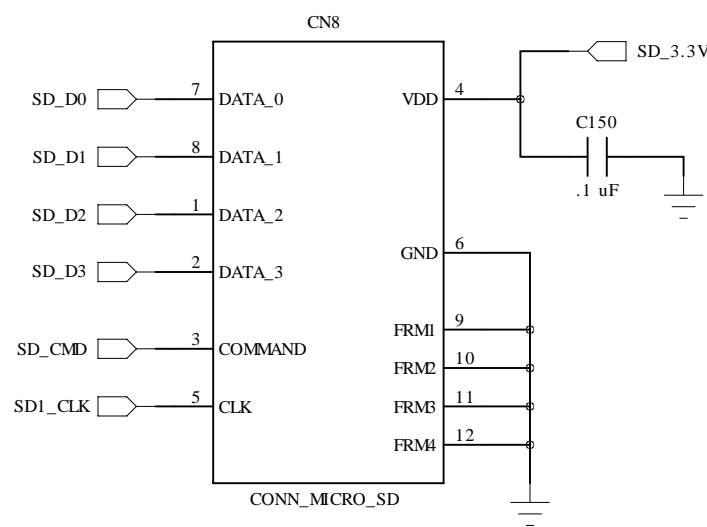 CN8
SD_3.3V
SD_D0 7 DATA_0 VDD 4
C150
SD_D1 8 DATA_1
.1 uF
SD_D2 1 DATA_2
GND 6
SD_D3 2 DATA_3
FRM1 9
SD_CMD 3 COMMAND
FRM2 10
SD1_CLK 5 CLK FRM3 11
FRM4 12
CONN_MICRO_SD